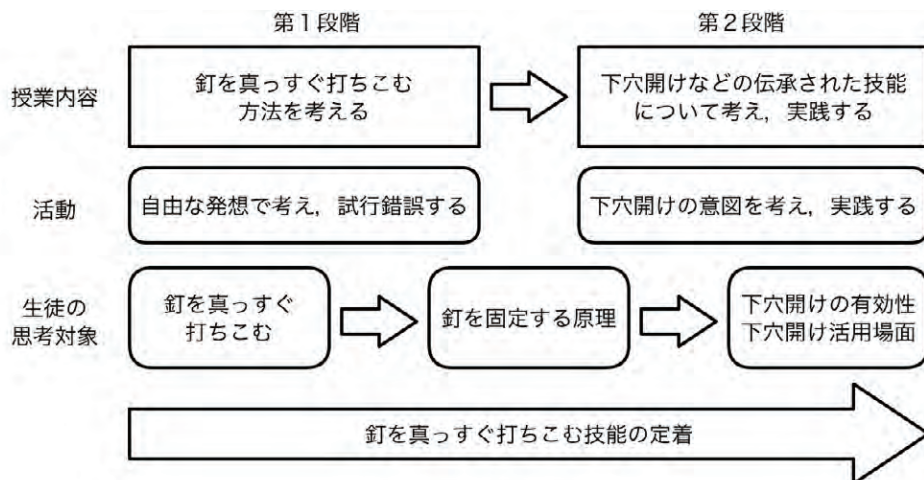 第1段階
第2段階
授業内容
釘を真っすぐ打ちこむ
方法を考える
下穴開けなどの伝承された技能
について考え，実践する
活動
自由な発想で考え，試行錯誤する
下穴開けの意図を考え，実践する
生徒の
思考対象
釘を真っすぐ
打ちこむ
釘を固定する原理
下穴開けの有効性
下穴開け活用場面
釘を真っすぐ打ちこむ技能の定着